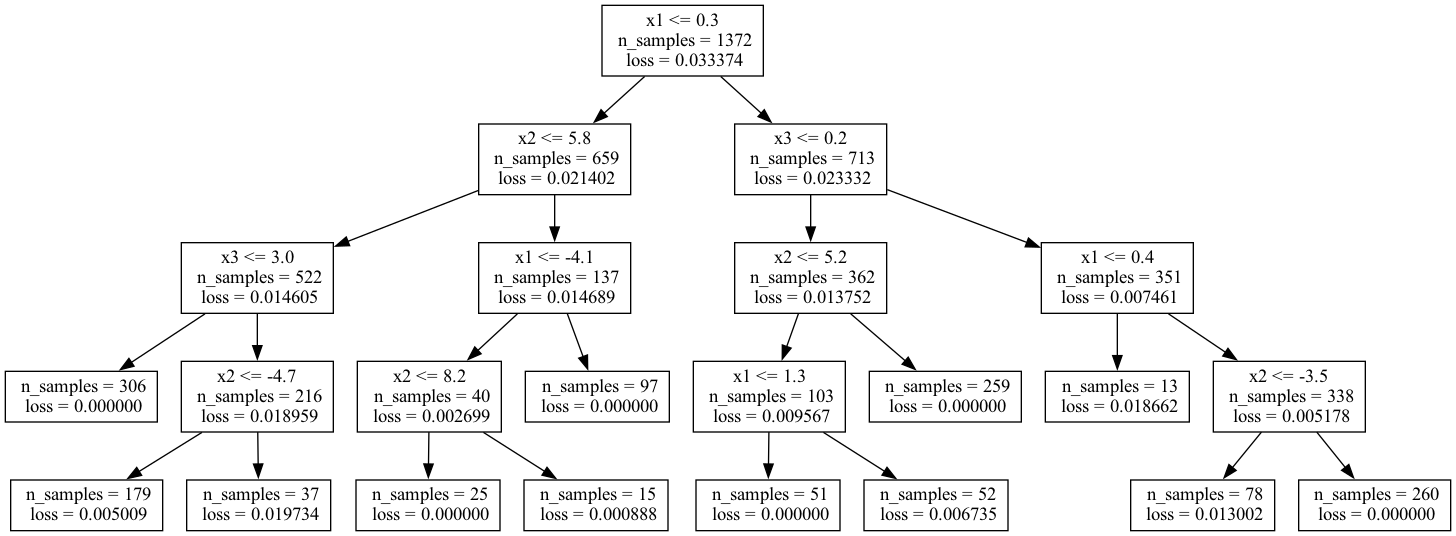 x1 <= 0.3
n_samples = 1372
loss = 0.033374
x2 <= 5.8
n_samples = 659
loss = 0.021402
x3 <= 0.2
n_samples = 713
loss = 0.023332
x3 <= 3.0
n_samples = 522
loss = 0.014605
x1 <= -4.1
n_samples = 137
loss = 0.014689
x2 <= 5.2
n_samples = 362
loss = 0.013752
x1 <= 0.4
n_samples = 351
loss = 0.007461
n_samples = 306
loss = 0.000000
x2 <= -4.7
n_samples = 216
loss = 0.018959
x2 <= 8.2
n_samples = 40
loss = 0.002699
n_samples = 97
loss = 0.000000
x1 <= 1.3
n_samples = 103
loss = 0.009567
n_samples = 259
loss = 0.000000
n_samples = 13
loss = 0.018662
x2 <= -3.5
n_samples = 338
loss = 0.005178
n_samples = 179
loss = 0.005009
n_samples = 37
loss = 0.019734
n_samples = 25
loss = 0.000000
n_samples = 15
loss = 0.000888
n_samples = 51
loss = 0.000000
n_samples = 52
loss = 0.006735
n_samples = 78
loss = 0.013002
n_samples = 260
loss = 0.000000